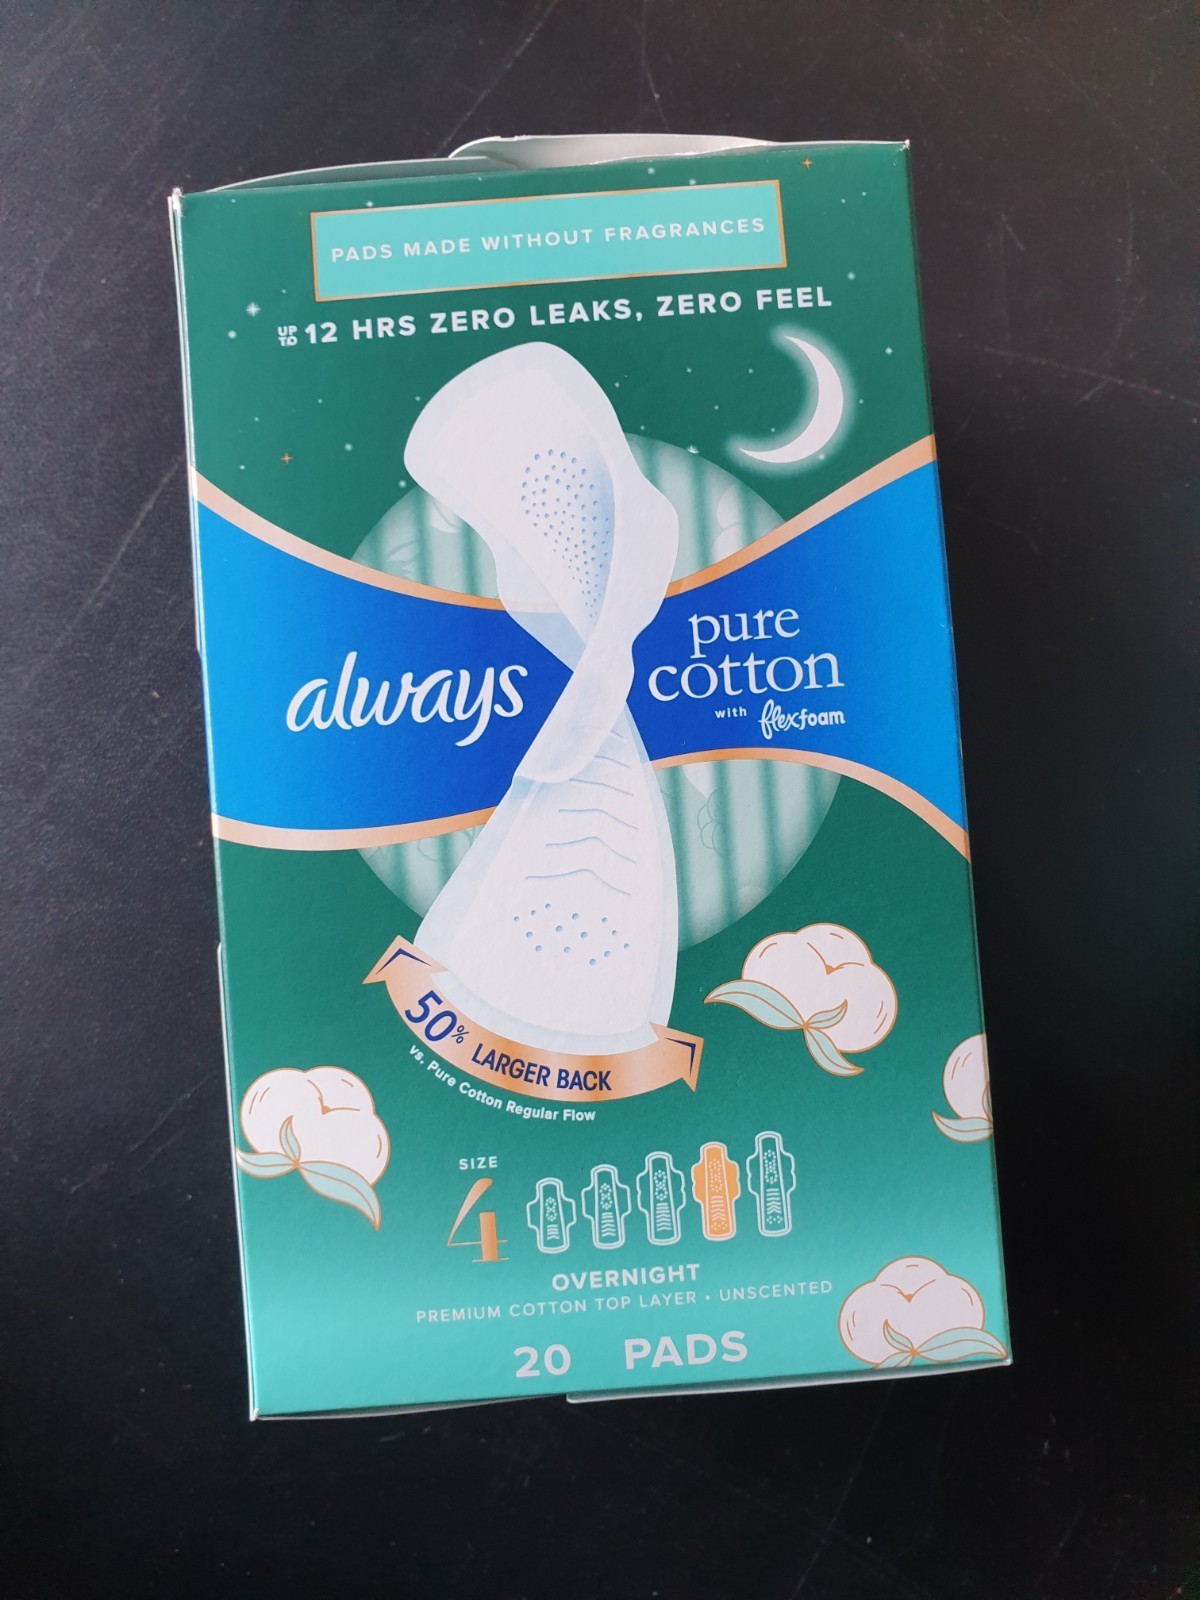 PADS MADE WITHOUT FRAGRANCES
UP TO 12 HRS ZERO LEAKS, ZERO FEEL
always
pure
cotton
with flexfoam
50% LARGER BACK
vs. Pure Cotton Regular Flow
SIZE
4
OVERNIGHT
PREMIUM COTTON TOP LAYER • UNSCENTED
20 PADS